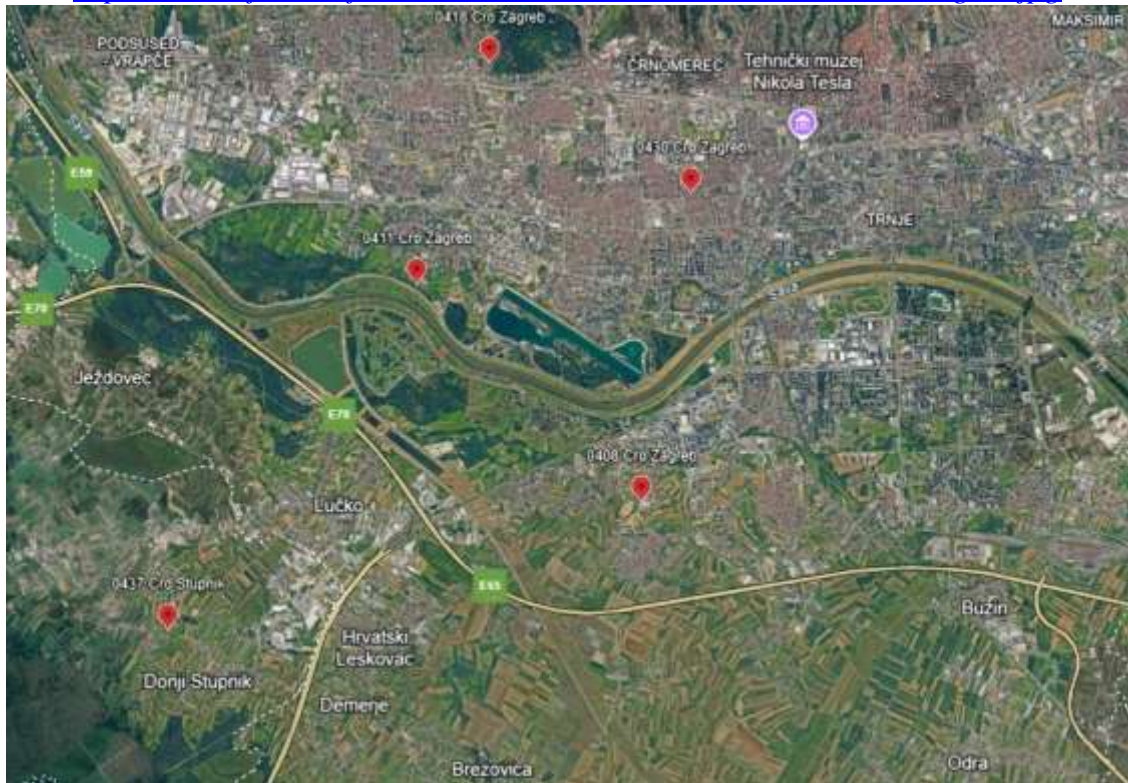 0416 Cro Zagreb
MAKSIMIR
PODSUSED
- VRAPČE
ČRNOMEREC
Tehnički muzej
Nikola Tesla
0430 Cro Zagreb
E59
TRNJE
0411 Cro Zagreb
E70
Ježdovec
E70
0408 Cro Zagreb
Lučko
0437 Cro Stupnik
E65
Buzin
Hrvatski
Leskovac
Donji Stupnik
Demerje
Brezovica
Odra